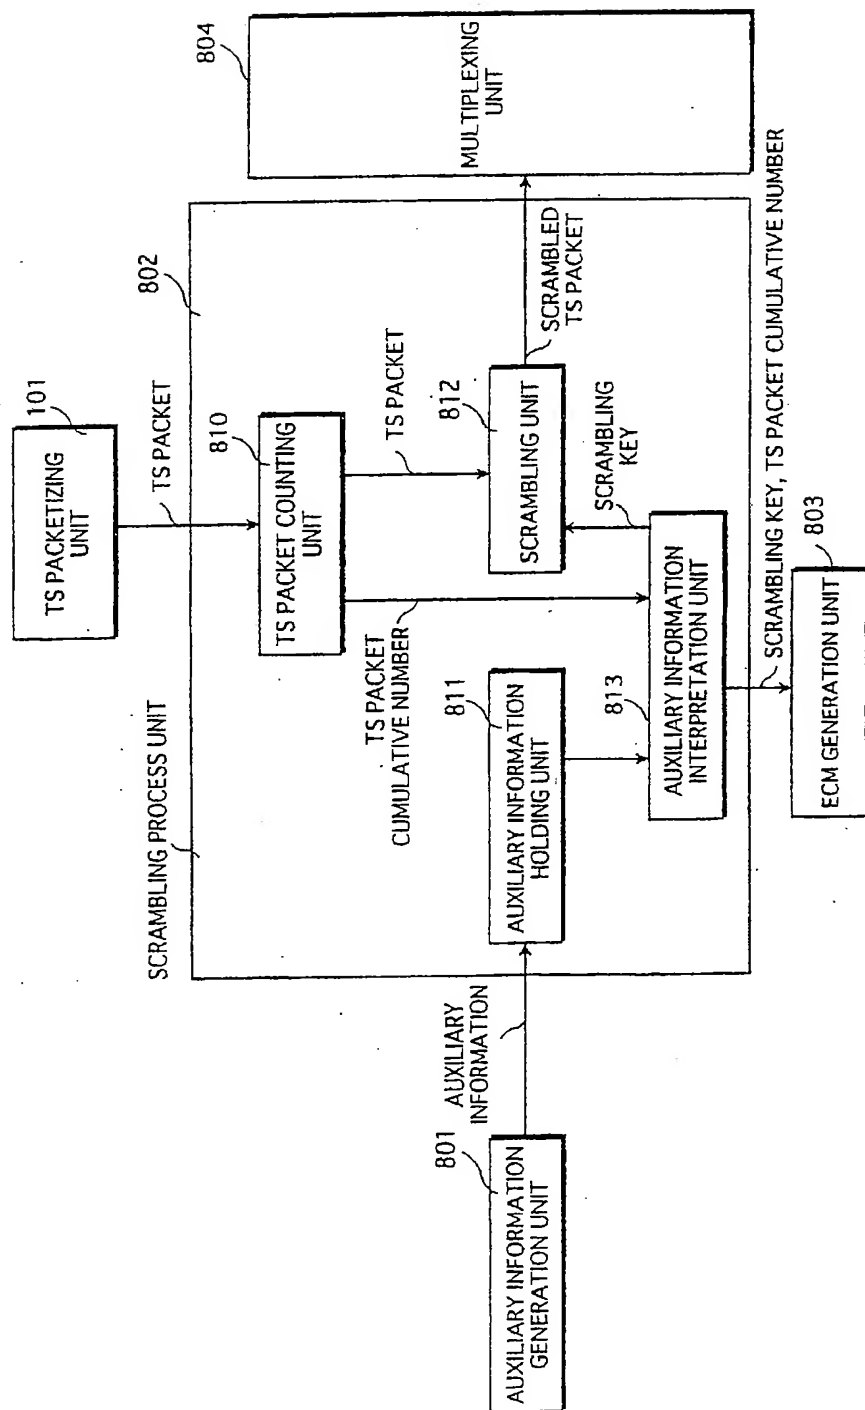 101
TS PACKETIZING
UNIT
TS PACKET
804
MULTIPLEXING
UNIT
SCRAMBLING PROCESS UNIT
802
810
TS PACKET COUNTING
UNIT
TS PACKET
TS PACKET
CUMULATIVE NUMBER
812
SCRAMBLING UNIT
SCRAMBLED
TS PACKET
SCRAMBLING
KEY
801
AUXILIARY INFORMATION
GENERATION UNIT
AUXILIARY
INFORMATION
811
AUXILIARY INFORMATION
HOLDING UNIT
813
AUXILIARY INFORMATION
INTERPRETATION UNIT
SCRAMBLING KEY, TS PACKET CUMULATIVE NUMBER
803
ECM GENERATION UNIT